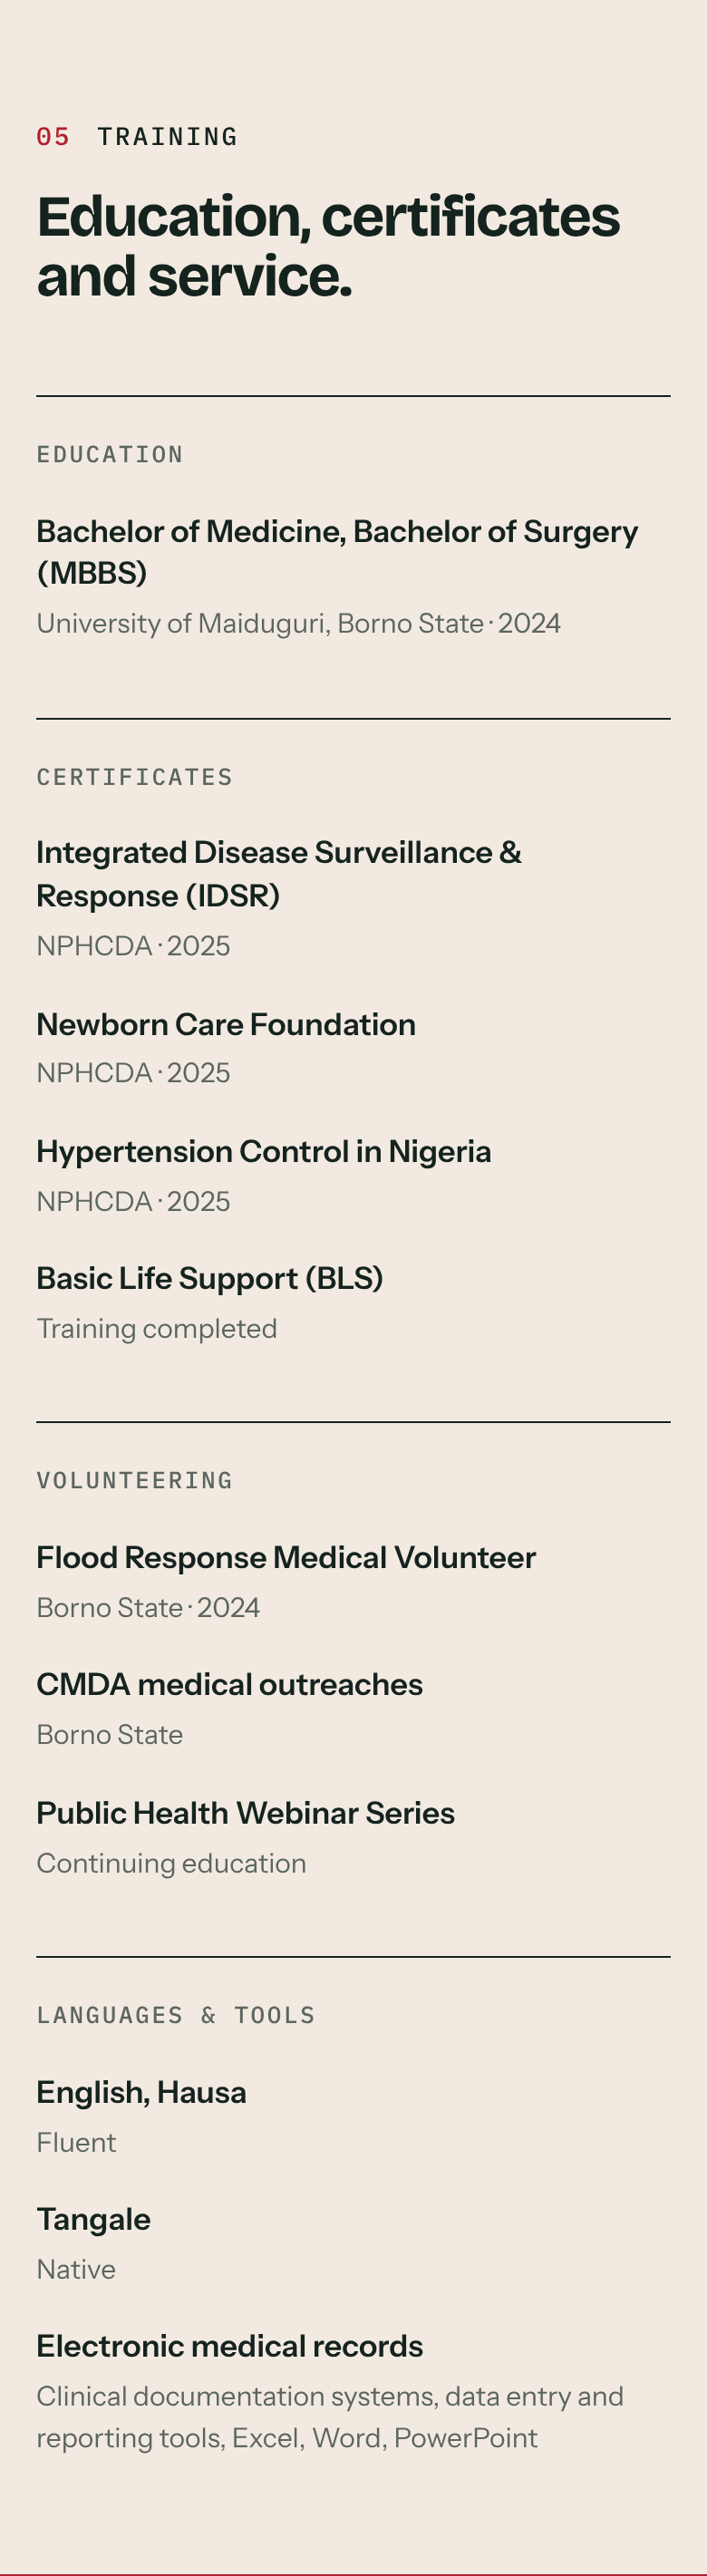 05 TRAINING
Education, certificates
and service.
EDUCATION
Bachelor of Medicine, Bachelor of Surgery
(MBBS)
University of Maiduguri, Borno State · 2024
CERTIFICATES
Integrated Disease Surveillance &
Response (IDSR)
NPHCDA · 2025
Newborn Care Foundation
NPHCDA · 2025
Hypertension Control in Nigeria
NPHCDA · 2025
Basic Life Support (BLS)
Training completed
VOLUNTEERING
Flood Response Medical Volunteer
Borno State · 2024
CMDA medical outreaches
Borno State
Public Health Webinar Series
Continuing education
LANGUAGES & TOOLS
English, Hausa
Fluent
Tangale
Native
Electronic medical records
Clinical documentation systems, data entry and
reporting tools, Excel, Word, PowerPoint